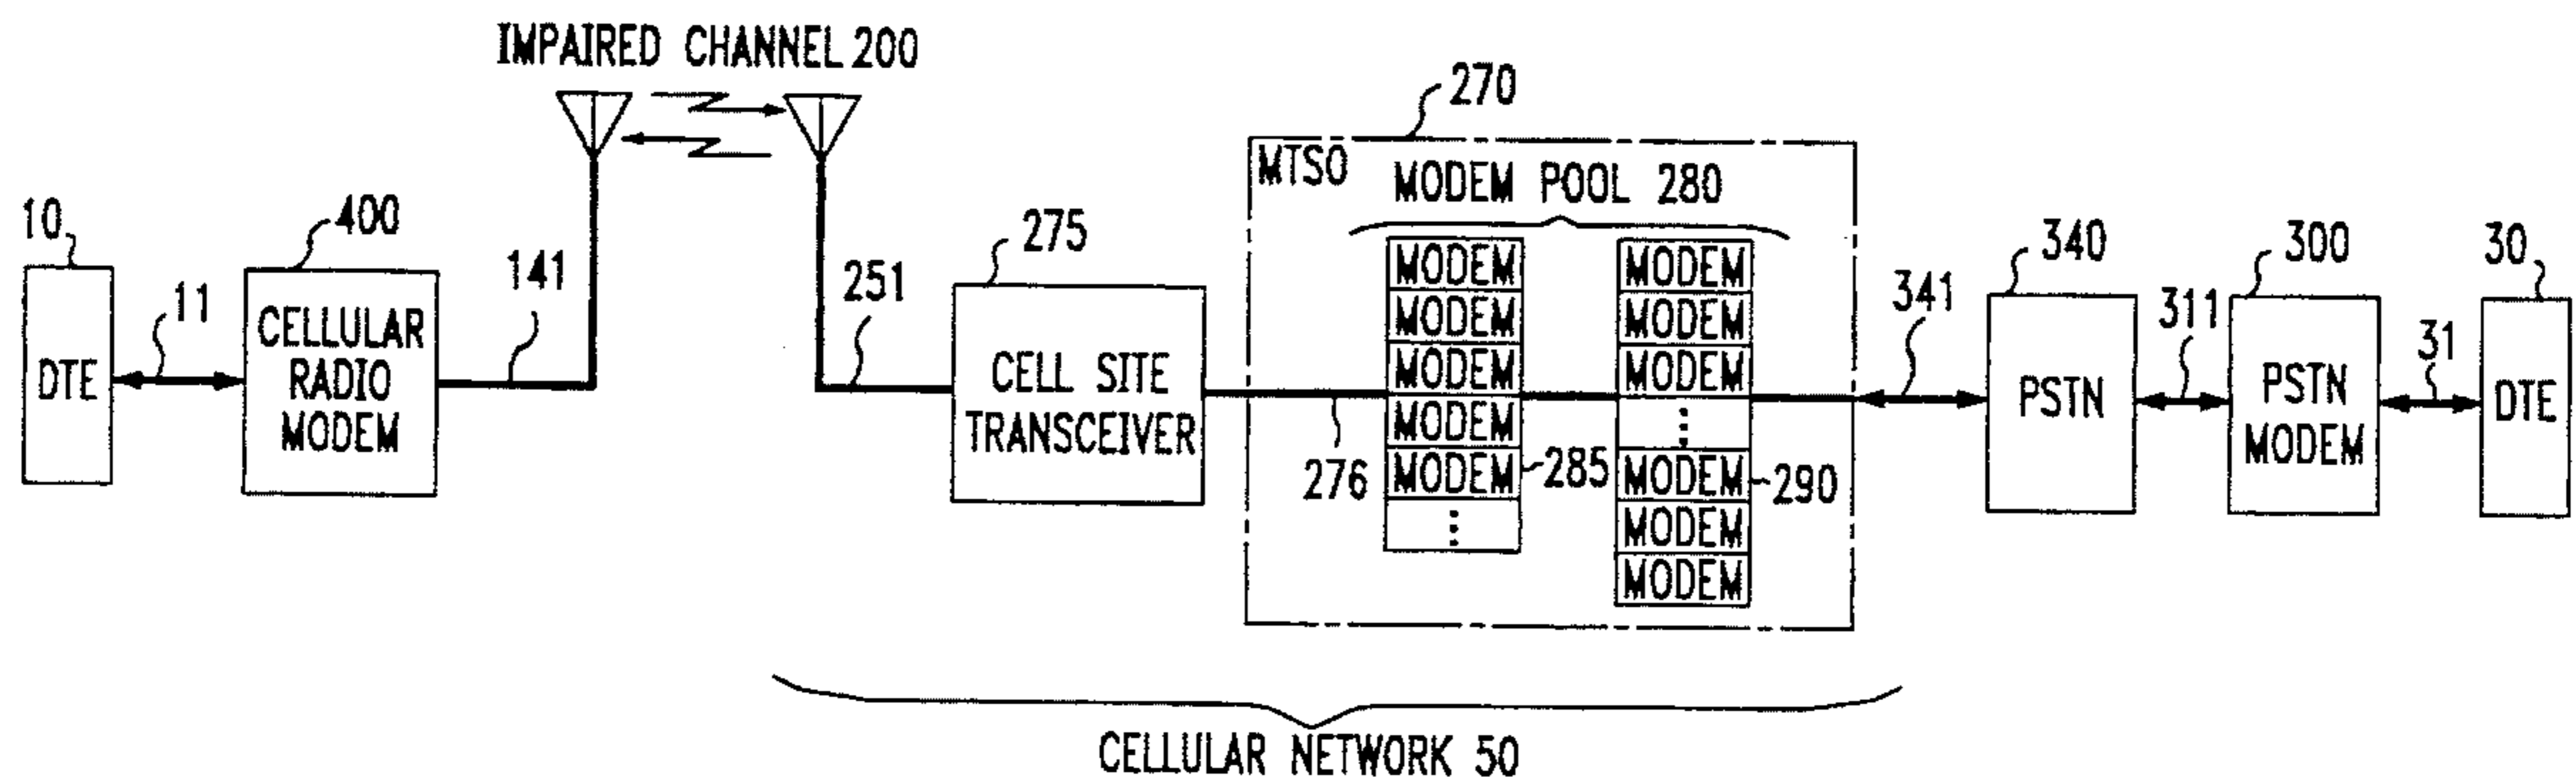 IMPAIRED CHANNEL 200
270
MTSO
MODEM POOL 280
10
400
141
251
275
340
300
30
11
341
311
31
DTE
CELLULAR
RADIO
MODEM
CELL SITE
TRANSCEIVER
276
MODEM
MODEM
MODEM
MODEM
MODEM
285
MODEM
MODEM
MODEM
MODEM
290
MODEM
MODEM
PSTN
PSTN
MODEM
DTE
CELLULAR NETWORK 50